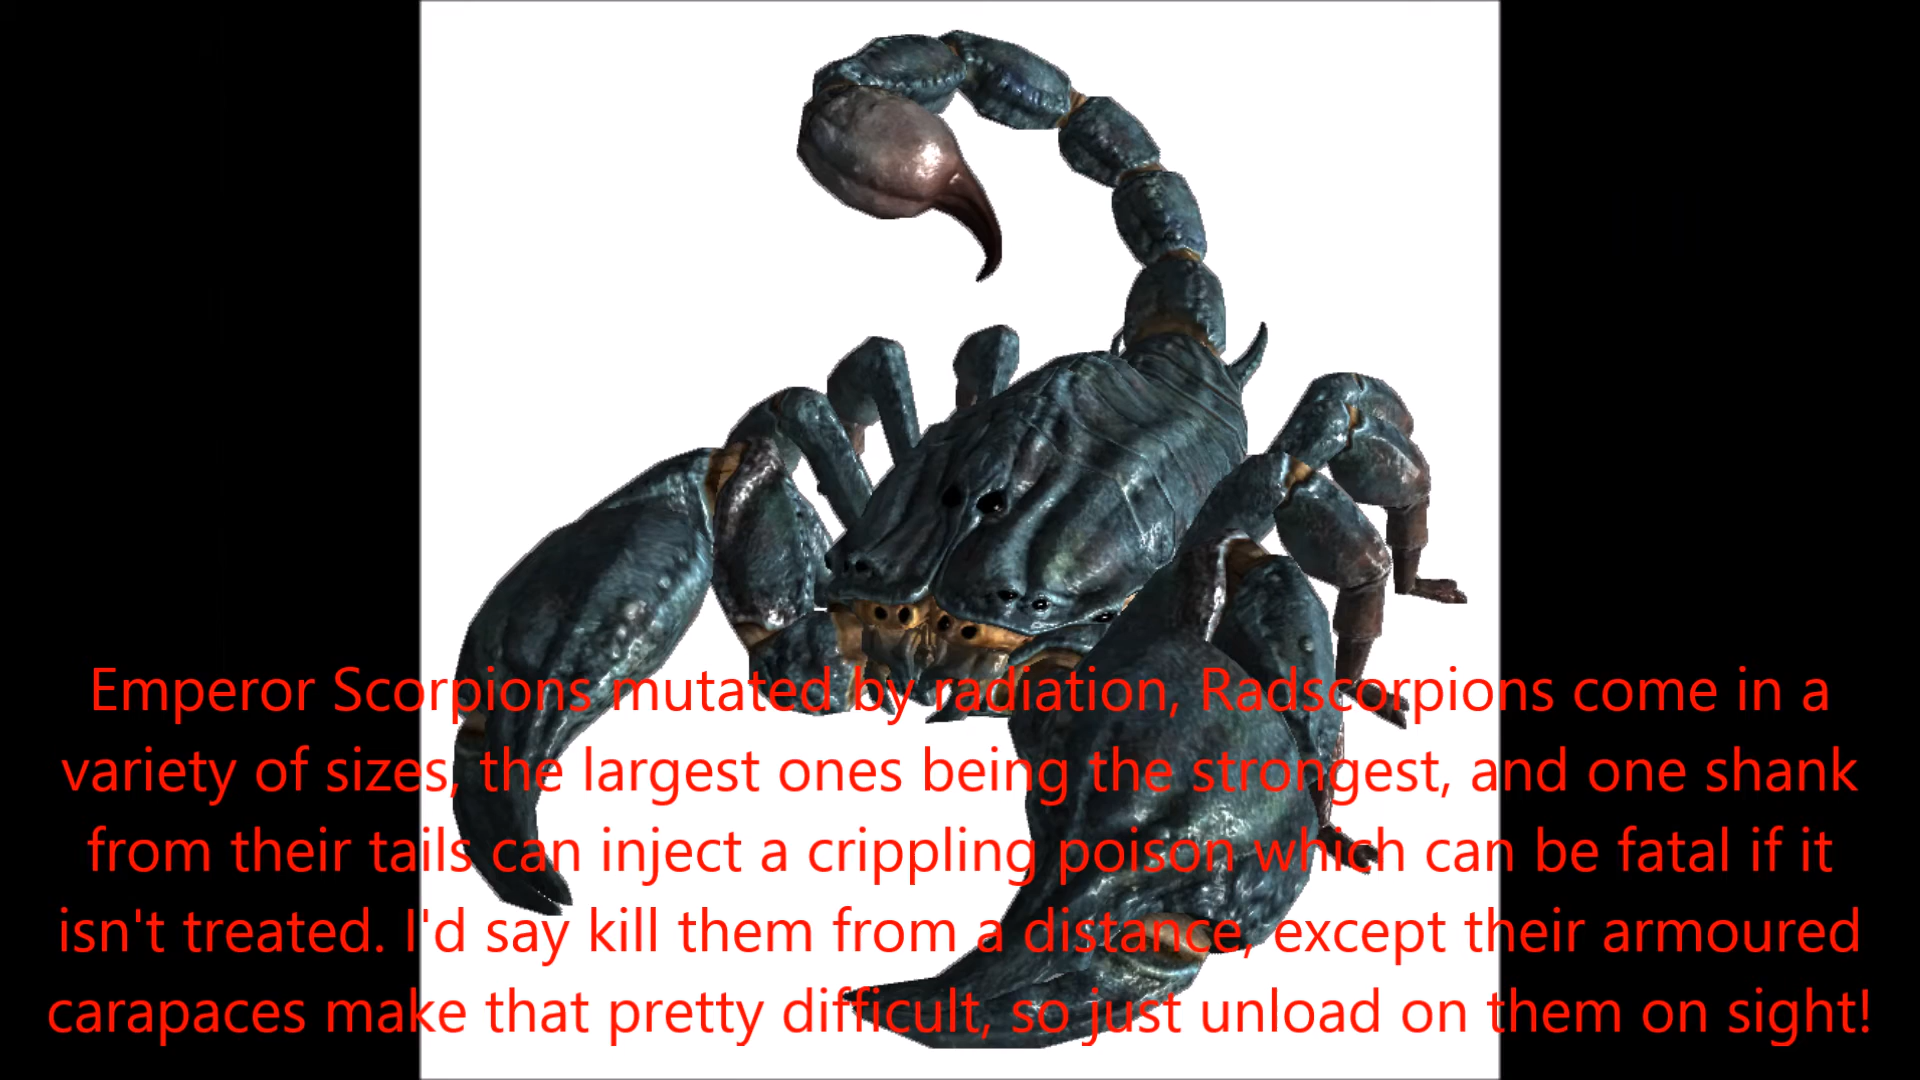 Emperor Scorpions mutated by radiation, Radscorpions come in a
variety of sizes, the largest ones being the strongest, and one shank
from their tails can inject a crippling poison which can be fatal if it
isn't treated. I'd say kill them from a distance, except their armoured
carapaces make that pretty difficult, so just unload on them on sight!